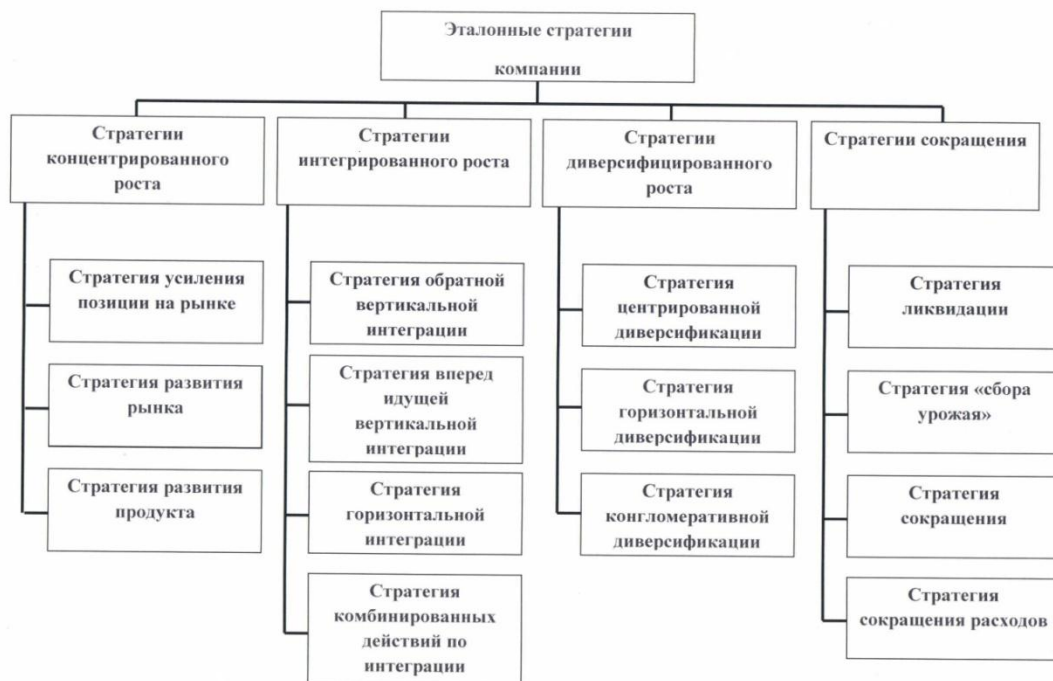 Эталонные стратегии
компании
Стратегии
концентрированного
роста
Стратегии
интегрированного роста
Стратегии
диверсифицированного
роста
Стратегии сокращения
Стратегия усиления
позиции на рынке
Стратегия развития
рынка
Стратегия развития
продукта
Стратегия обратной
вертикальной
интеграции
Стратегия вперед
идущей
вертикальной
интеграции
Стратегия
горизонтальной
интеграции
Стратегия
комбинированных
действий по
интеграции
Стратегия
центрированной
диверсификации
Стратегия
горизонтальной
диверсификации
Стратегия
конгломеративной
диверсификации
Стратегия
ликвидации
Стратегия «сбора
урожая»
Стратегия
сокращения
Стратегия
сокращения расходов